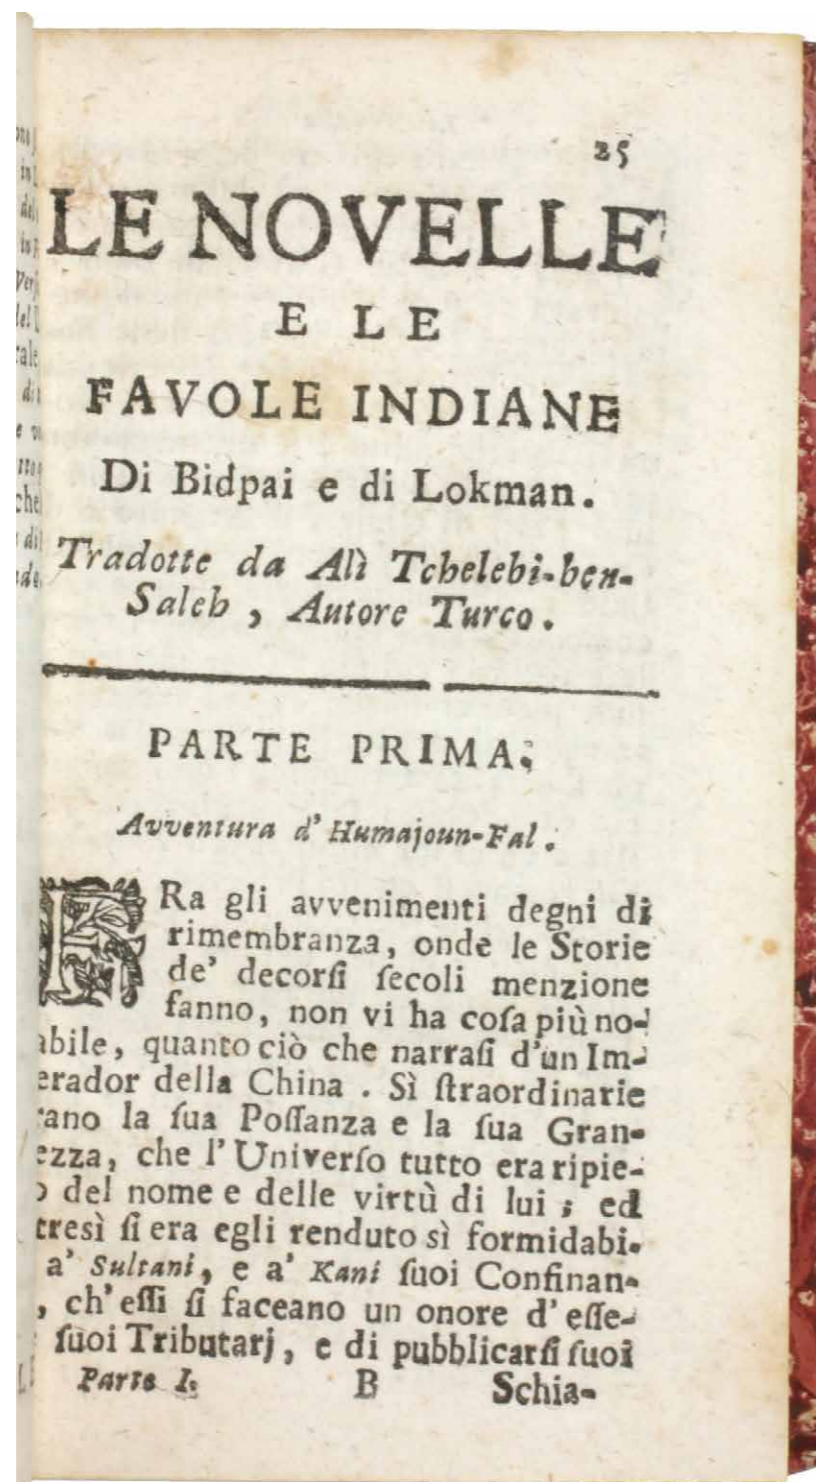 25
LE NOVELLE
E LE
FAVOLE INDIANE
Di Bidpai e di Lokman.
Tradotte da Alì Tchelebi-ben-
Saleh , Autore Turco .
PARTE PRIMA.
Avventura d' Humajoun-Fal .
FRa gli avvenimenti degni di
rimembranza, onde le Storie
de' decorſi ſecoli menzione
fanno, non vi ha coſa più no-
abile, quanto ciò che narraſi d'un Im-
erador della China . Sì ſtraordinarie
rano la ſua Poſſanza e la ſua Gran-
ezza, che l'Univerſo tutto era ripie-
o del nome e delle virtù di lui ; ed
tresì ſi era egli renduto sì formidabi-
a' Sultani, e a' Kani ſuoi Confinan-
, ch'eſſi ſi faceano un onore d'eſſe-
ſuoi Tributarj, e di pubblicarſi ſuoi
Parte I. B Schia-